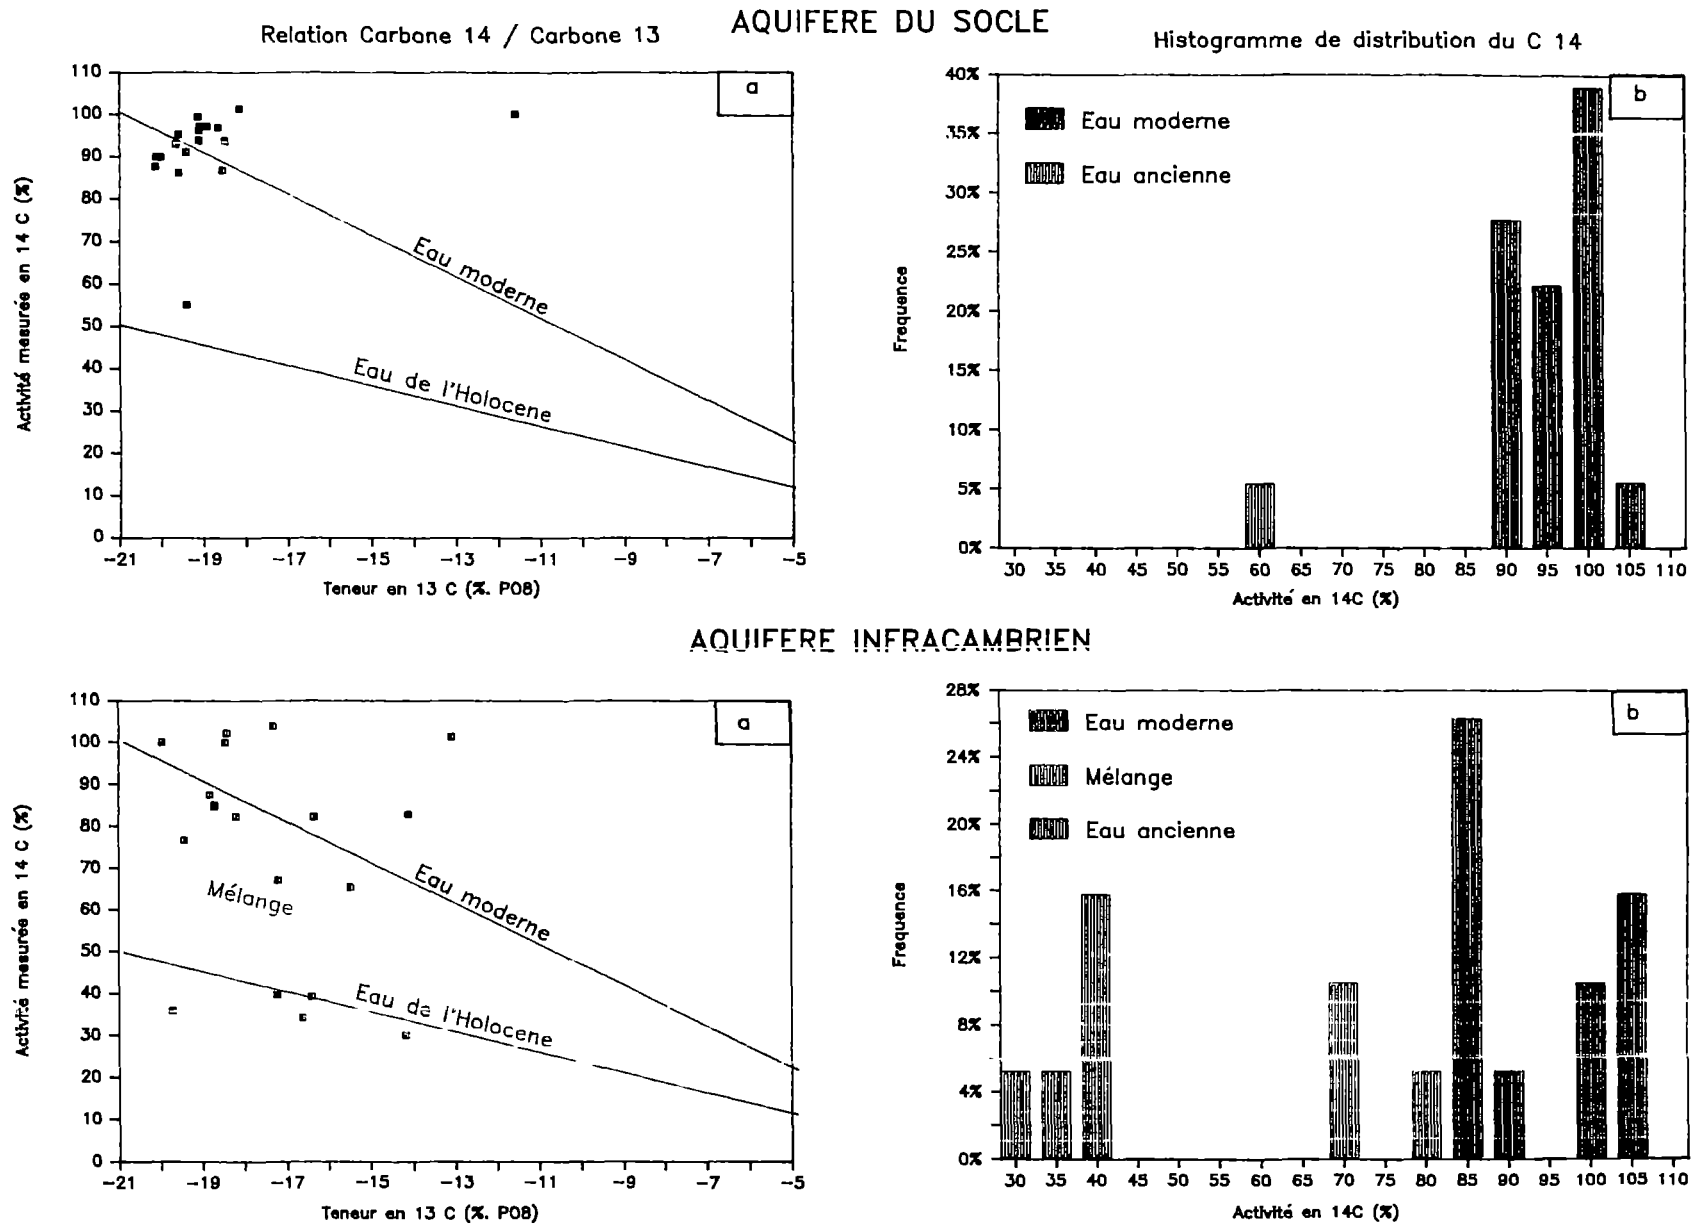 AQUIFERE DU SOCLE
Relation Carbone 14 / Carbone 13
a
110
100
90
80
70
60
50
40
30
20
10
0
Activité mesurées en 14 C (%)
Eau moderne
Eau de l'Holocene
-21 -19 -17 -15 -13 -11 -9 -7 -5
Teneur en 13 C (%. P08)
Histogramme de distribution du C 14
b
40%
35%
30%
25%
20%
15%
10%
5%
0%
Frequence
Eau moderne
Eau ancienne
30 35 40 45 50 55 60 65 70 75 80 85 90 95 100 105 110
Activité en 14C (%)
AQUIFERE INFRACAMBRIEN
a
110
100
90
80
70
60
50
40
30
20
10
0
Activité mesurées en 14 C (%)
Mélange
Eau moderne
Eau de l'Holocene
-21 -19 -17 -15 -13 -11 -9 -7 -5
Teneur en 13 C (%. P08)
b
28%
24%
20%
16%
12%
8%
4%
0%
Frequence
Eau moderne
Mélange
Eau ancienne
30 35 40 45 50 55 60 65 70 75 80 85 90 95 100 105 110
Activité en 14C (%)